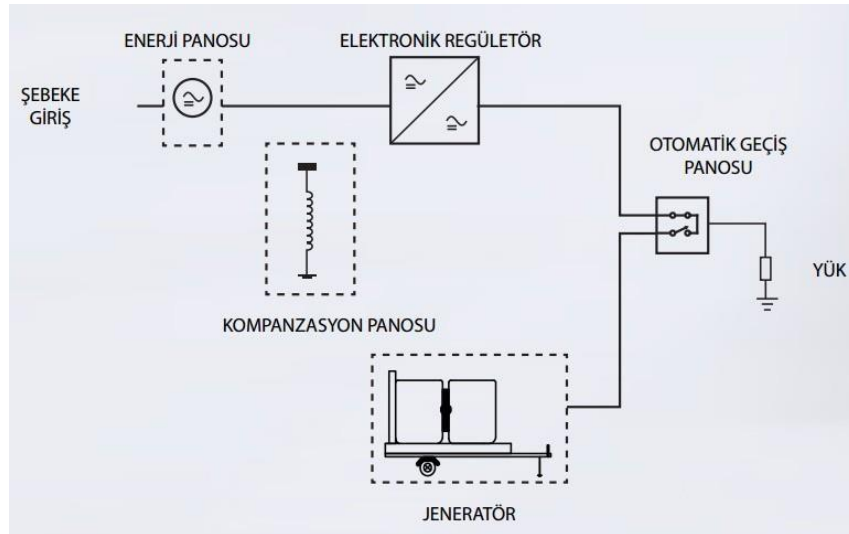 ENERJİ PANOSU
ELEKTRONİK REGÜLETÖR
ŞEBEKE
GİRİŞ
OTOMATİK GEÇİŞ
PANOSU
YÜK
KOMPANZASYON PANOSU
JENERATÖR